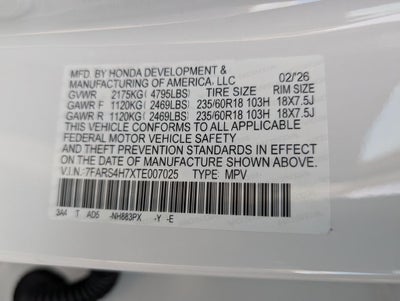 MFD. BY HONDA DEVELOPMENT & 02/'26
MANUFACTURING OF AMERICA, LLC
GVWR 2175KG(4795LBS) TIRE SIZE RIM SIZE
GAWR F 1120KG(2469LBS) 235/60R18 103H 18X7.5J
GAWR R 1120KG(2469LBS) 235/60R18 103H 18X7.5J
THIS VEHICLE CONFORMS TO ALL APPLICABLE
FEDERAL MOTOR VEHICLE SAFETY
AND THEFT PREVENTION STANDARDS IN EFFECT ON
THE DATE OF MANUFACTURE SHOWN ABOVE.
V.I.N.: 7FARS4H7XTE007025 TYPE: MPV
3A4 T AD5 -NH883PX -Y -E